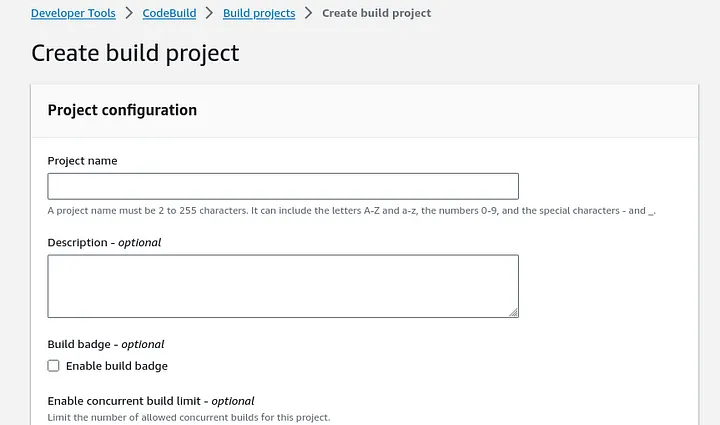 Developer Tools > CodeBuild > Build projects > Create build project
Create build project
Project configuration
Project name
A project name must be 2 to 255 characters. It can include the letters A-Z and a-z, the numbers 0-9, and the special characters - and _.
Description - optional
Build badge - optional
Enable build badge
Enable concurrent build limit - optional
Limit the number of allowed concurrent builds for this project.